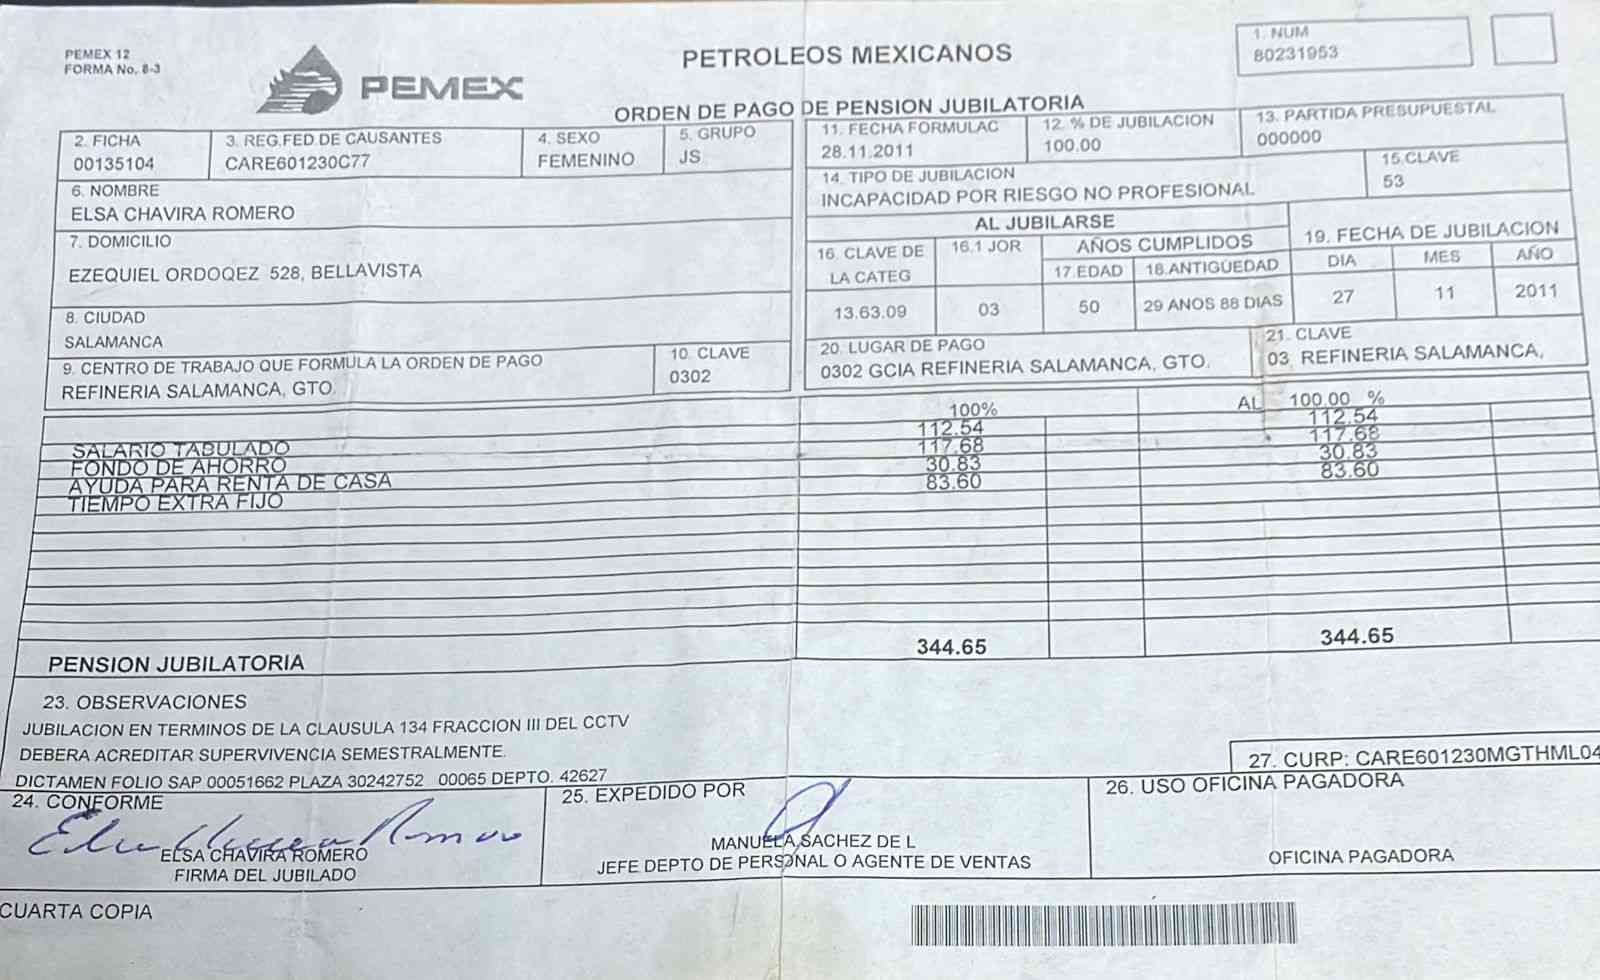 PEMEX 12
FORMA No. 8-3
PEMEX
PETROLEOS MEXICANOS
ORDEN DE PAGO DE PENSION JUBILATORIA
1. NUM
80231953
2. FICHA
00135104
3. REG.FED DE CAUSANTES
CARE601230C77
4. SEXO
FEMENINO
5. GRUPO
JS
11. FECHA FORMULAC
28.11.2011
12. % DE JUBILACION
100.00
13. PARTIDA PRESUPUESTAL
000000
6. NOMBRE
ELSA CHAVIRA ROMERO
14. TIPO DE JUBILACION
INCAPACIDAD POR RIESGO NO PROFESIONAL
15.CLAVE
53
7. DOMICILIO
EZEQUIEL ORDOQEZ 528, BELLAVISTA
AL JUBILARSE
16. CLAVE DE
LA CATEG
13.63.09
16.1 JOR
03
AÑOS CUMPLIDOS
17.EDAD
50
18.ANTIGÜEDAD
29 ANOS 88 DIAS
19. FECHA DE JUBILACION
DIA MES AÑO
27 11 2011
8. CIUDAD
SALAMANCA
9. CENTRO DE TRABAJO QUE FORMULA LA ORDEN DE PAGO
REFINERIA SALAMANCA, GTO.
10. CLAVE
0302
20. LUGAR DE PAGO
0302 GCIA REFINERIA SALAMANCA, GTO.
21. CLAVE
03. REFINERIA SALAMANCA,
100% AL 100.00 %
SALARIO TABULADO 112.54 112.54
FONDO DE AHORRO 117.68 117.68
AYUDA PARA RENTA DE CASA 30.83 30.83
TIEMPO EXTRA FIJO 83.60 83.60
PENSION JUBILATORIA 344.65 344.65
23. OBSERVACIONES
JUBILACION EN TERMINOS DE LA CLAUSULA 134 FRACCION III DEL CCTV
DEBERA ACREDITAR SUPERVIVENCIA SEMESTRALMENTE.
DICTAMEN FOLIO SAP 00051662 PLAZA 30242752 00065 DEPTO. 42627
27. CURP: CARE601230MGTHML04
24. CONFORME
Elsa Chavira Romero
ELSA CHAVIRA ROMERO
FIRMA DEL JUBILADO
25. EXPEDIDO POR
MANUELA SACHEZ DE L
JEFE DEPTO DE PERSONAL O AGENTE DE VENTAS
26. USO OFICINA PAGADORA
OFICINA PAGADORA
CUARTA COPIA